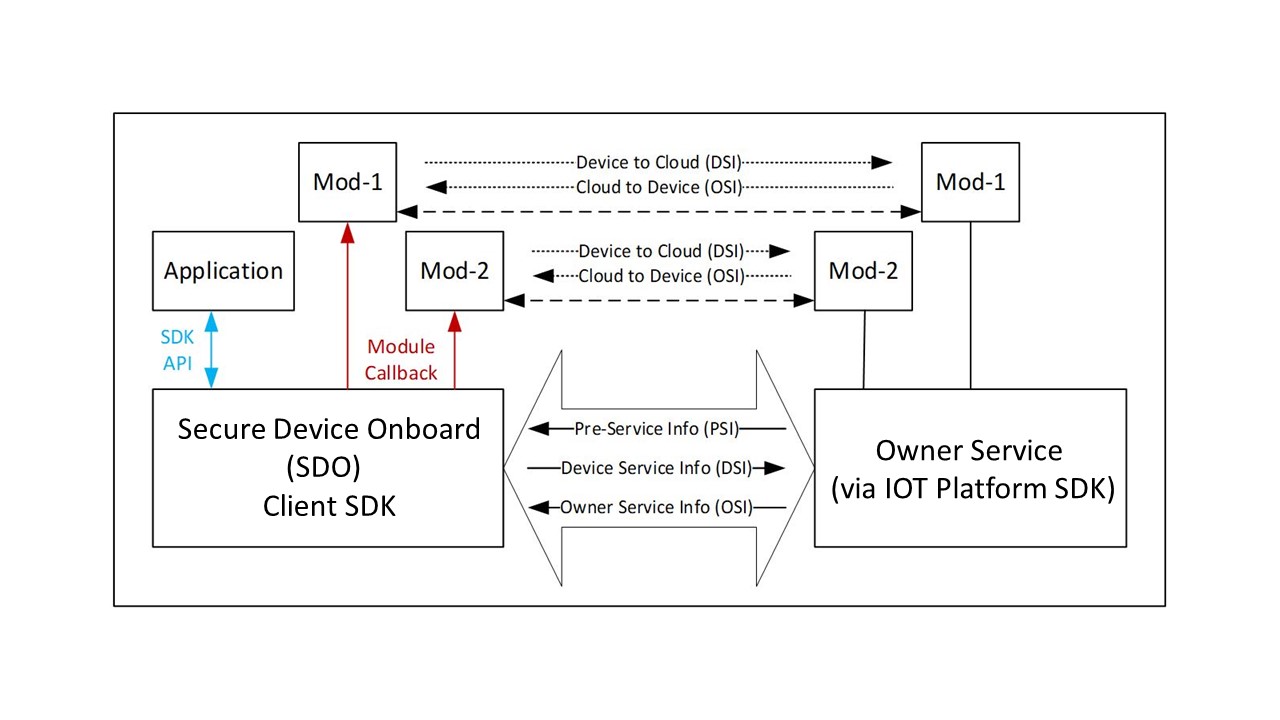 Mod-1
Device to Cloud (DSI)
Cloud to Device (OSI)
Mod-1
Application
Mod-2
Device to Cloud (DSI)
Cloud to Device (OSI)
Mod-2
SDK
API
Module
Callback
Secure Device Onboard
(SDO)
Client SDK
Pre-Service Info (PSI)
Device Service Info (DSI)
Owner Service Info (OSI)
Owner Service
(via IOT Platform SDK)